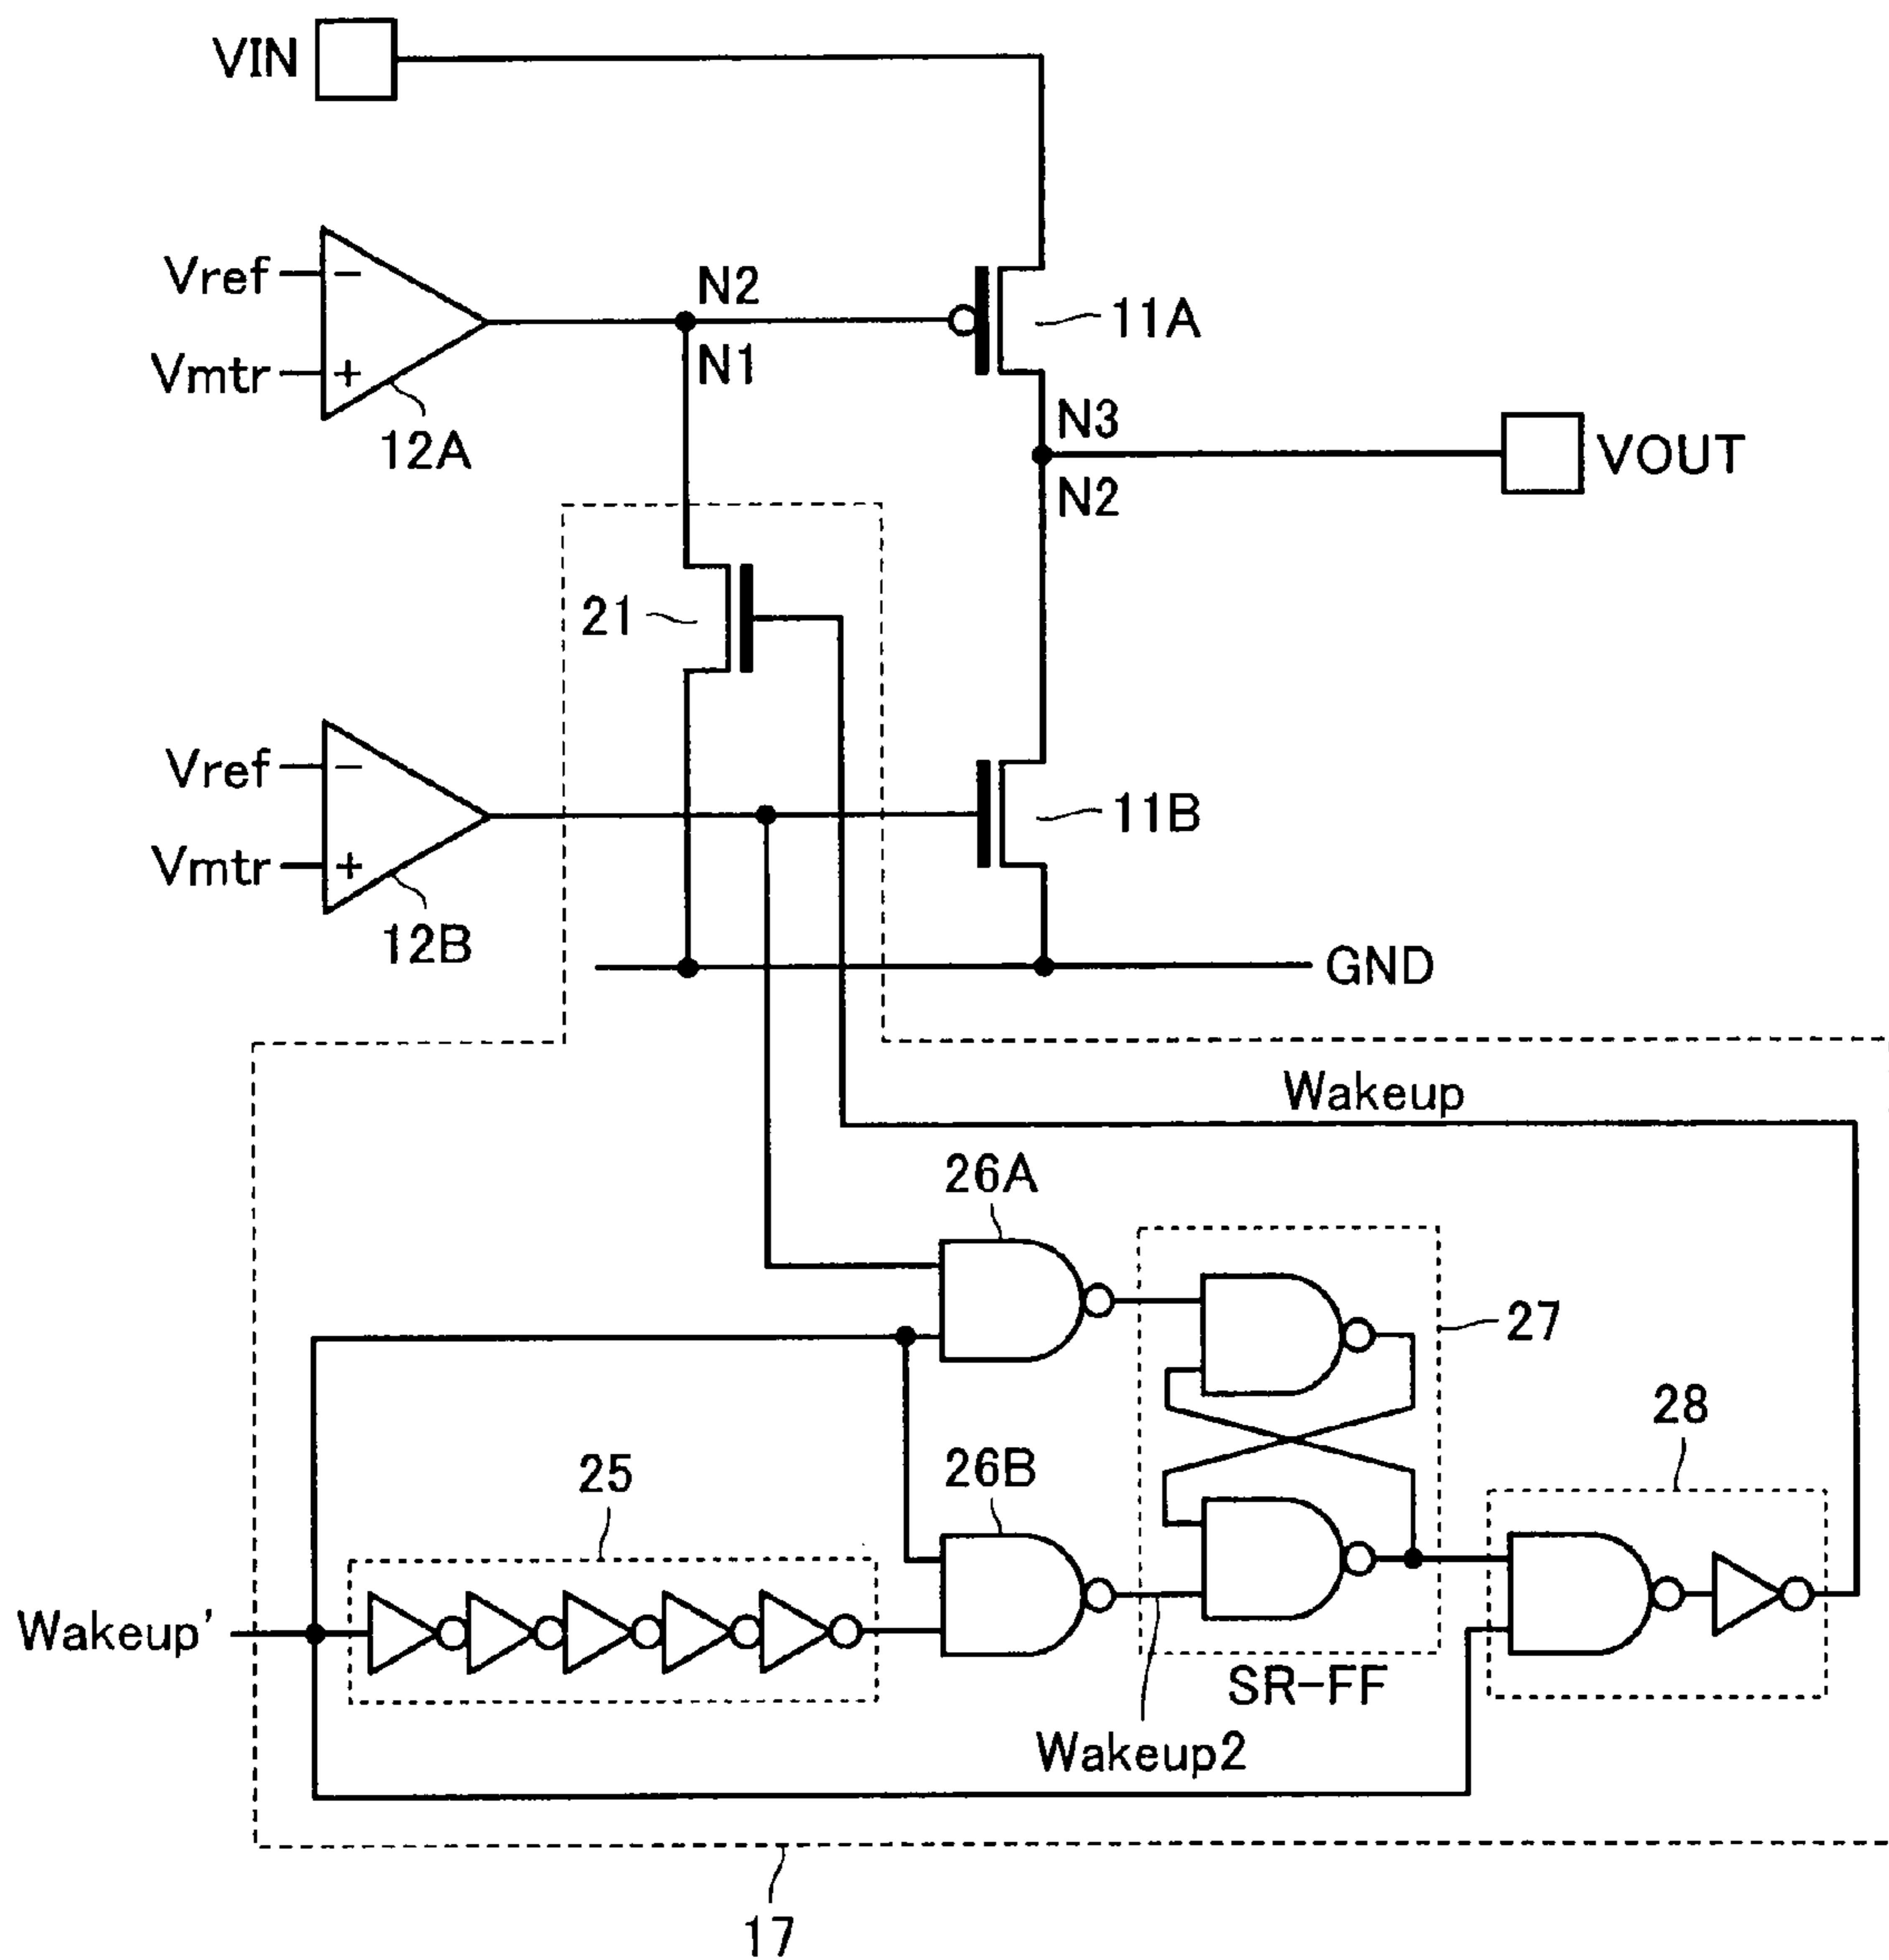 VIN
Vref
−
N2
Vmtr
+
N1
11A
12A
N3
VOUT
N2
21
Vref
−
11B
Vmtr
+
12B
GND
Wakeup
26A
27
28
25
26B
Wakeup'
SR-FF
Wakeup2
17